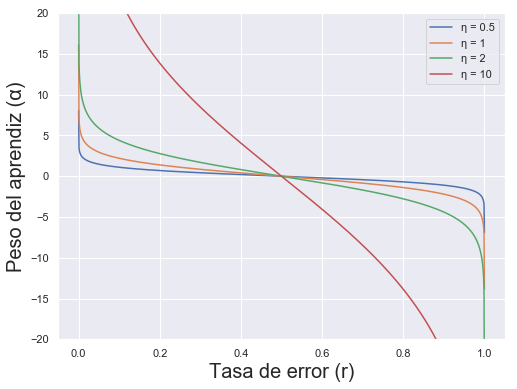 η = 0.5
η = 1
η = 2
η = 10
20
15
10
5
0
−5
−10
−15
−20
Peso del aprendiz (α)
0.0 0.2 0.4 0.6 0.8 1.0
Tasa de error (r)